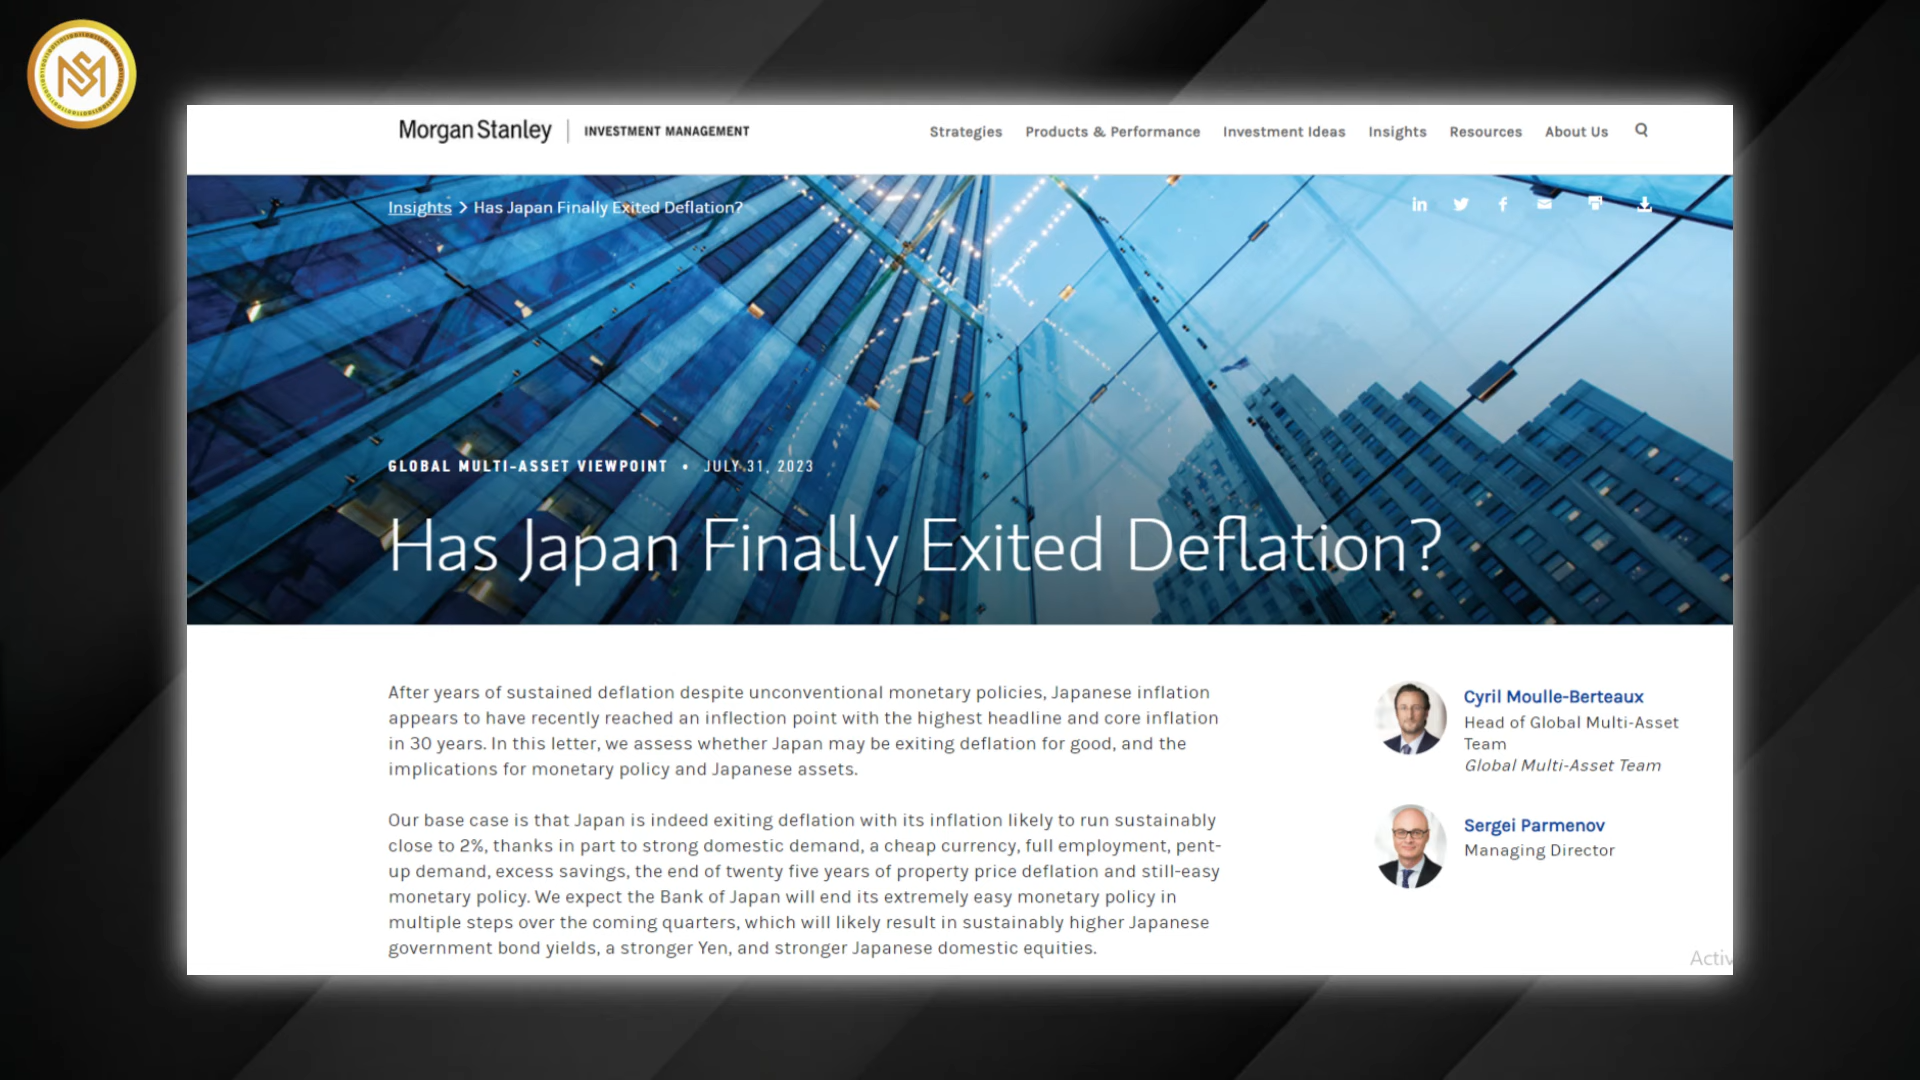 Morgan Stanley | INVESTMENT MANAGEMENT
Strategies Products & Performance Investment Ideas Insights Resources About Us
Insights > Has Japan Finally Exited Deflation?
GLOBAL MULTI-ASSET VIEWPOINT • JULY 31, 2023
Has Japan Finally Exited Deflation?
After years of sustained deflation despite unconventional monetary policies, Japanese inflation
appears to have recently reached an inflection point with the highest headline and core inflation
in 30 years. In this letter, we assess whether Japan may be exiting deflation for good, and the
implications for monetary policy and Japanese assets.
Our base case is that Japan is indeed exiting deflation with its inflation likely to run sustainably
close to 2%, thanks in part to strong domestic demand, a cheap currency, full employment, pent-
up demand, excess savings, the end of twenty five years of property price deflation and still-easy
monetary policy. We expect the Bank of Japan will end its extremely easy monetary policy in
multiple steps over the coming quarters, which will likely result in sustainably higher Japanese
government bond yields, a stronger Yen, and stronger Japanese domestic equities.
Cyril Moulle-Berteaux
Head of Global Multi-Asset
Team
Global Multi-Asset Team
Sergei Parmenov
Managing Director
Activ